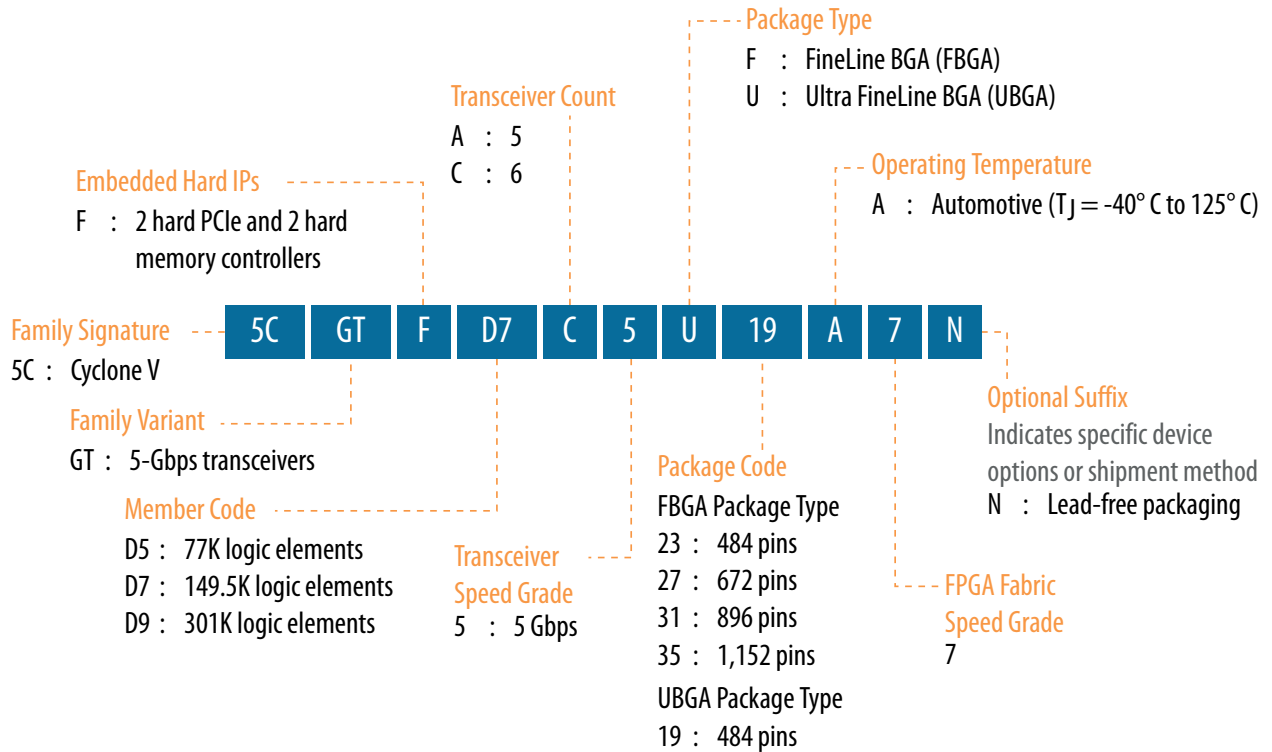 Package Type
F : FineLine BGA (FBGA)
U : Ultra FineLine BGA (UBGA)
Transceiver Count
A : 5
C : 6
Operating Temperature
A : Automotive (TJ = -40° C to 125° C)
Embedded Hard IPs
F : 2 hard PCIe and 2 hard
memory controllers
5C GT F D7 C 5 U 19 A 7 N
Family Signature
5C : Cyclone V
Family Variant
GT : 5-Gbps transceivers
Member Code
D5 : 77K logic elements
D7 : 149.5K logic elements
D9 : 301K logic elements
Transceiver
Speed Grade
5 : 5 Gbps
Package Code
FBGA Package Type
23 : 484 pins
27 : 672 pins
31 : 896 pins
35 : 1,152 pins
UBGA Package Type
19 : 484 pins
FPGA Fabric
Speed Grade
7
Optional Suffix
Indicates specific device
options or shipment method
N : Lead-free packaging